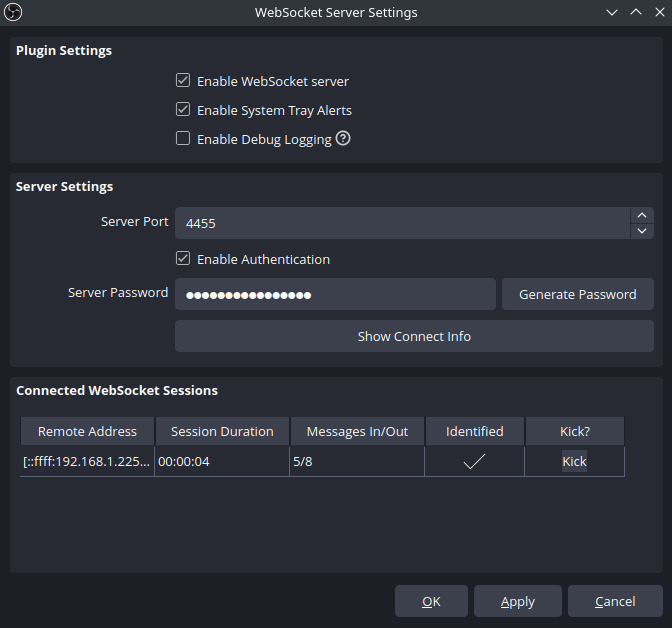 WebSocket Server Settings
Plugin Settings
Enable WebSocket server
Enable System Tray Alerts
Enable Debug Logging ?
Server Settings
Server Port 4455
Enable Authentication
Server Password ●●●●●●●●●●●●●●●● Generate Password
Show Connect Info
Connected WebSocket Sessions
Remote Address Session Duration Messages In/Out Identified Kick?
[::ffff:192.168.1.225... 00:00:04 5/8 Kick
OK Apply Cancel